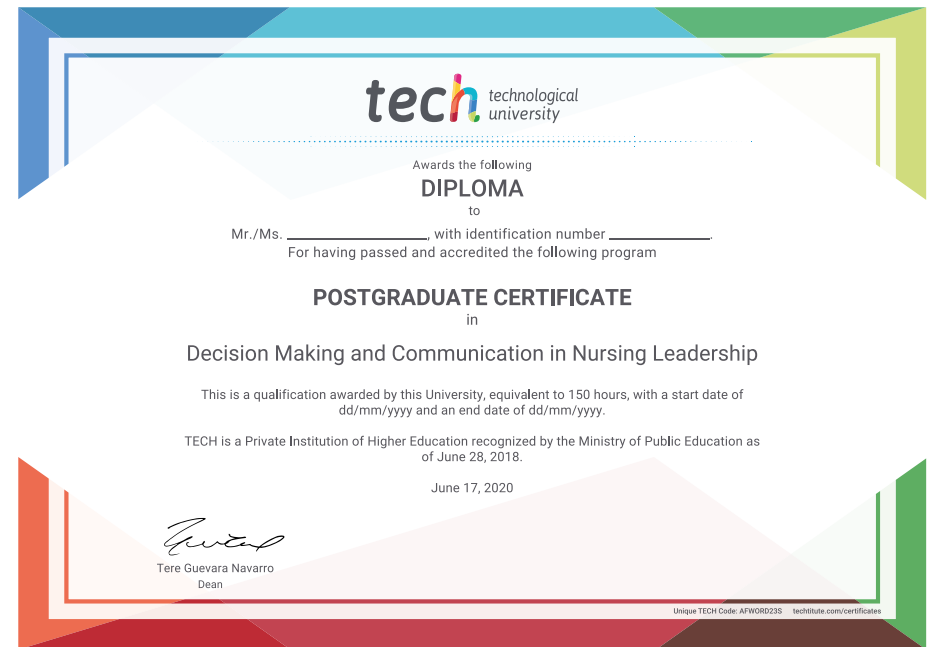 tech technological
university
Awards the following
DIPLOMA
to
Mr./Ms. __________________, with identification number _____________.
For having passed and accredited the following program
POSTGRADUATE CERTIFICATE
in
Decision Making and Communication in Nursing Leadership
This is a qualification awarded by this University, equivalent to 150 hours, with a start date of
dd/mm/yyyy and an end date of dd/mm/yyyy.
TECH is a Private Institution of Higher Education recognized by the Ministry of Public Education as
of June 28, 2018.
June 17, 2020
Tere Guevara Navarro
Dean
Unique TECH Code: AFWORD23S techtitute.com/certificates